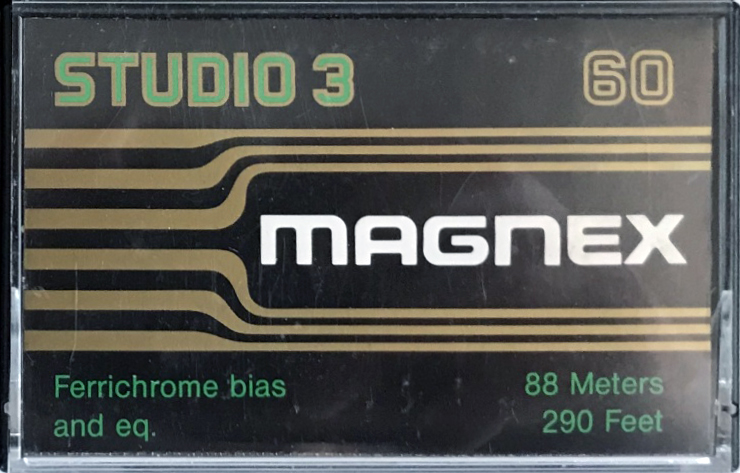 STUDIO 3 60
MAGNEX
Ferrichrome bias 88 Meters
and eq. 290 Feet